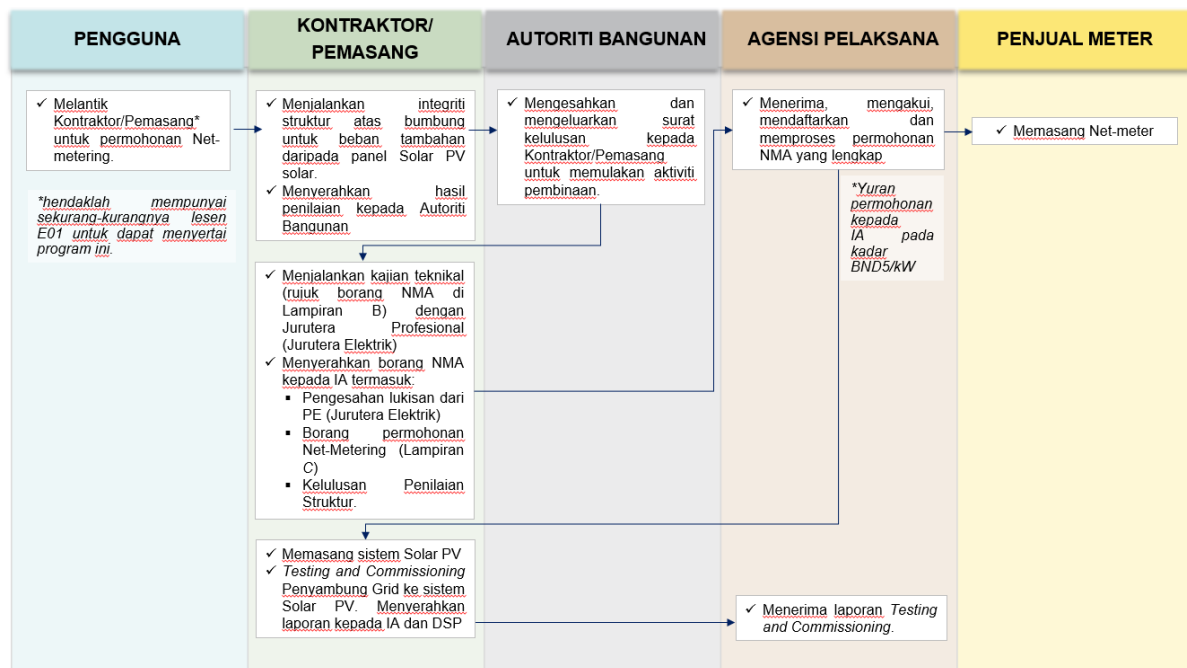 PENGGUNA
KONTRAKTOR/
PEMASANG
AUTORITI BANGUNAN
AGENSI PELAKSANA
PENJUAL METER
✓ Melantik
Kontraktor/Pemasang*
untuk permohonan Net-
metering.
*hendaklah mempunyai
sekurang-kurangnya lesen
E01 untuk dapat menyertai
program ini.
✓ Menjalankan integriti
struktur atas bumbung
untuk beban tambahan
daripada panel Solar PV
solar.
✓ Menyerahkan hasil
penilaian kepada Autoriti
Bangunan
✓ Mengesahkan dan
mengeluarkan surat
kelulusan kepada
Kontraktor/Pemasang
untuk memulakan aktiviti
pembinaan.
✓ Menerima, mengakui,
mendaftarkan dan
memproses permohonan
NMA yang lengkap
*Yuran
permohonan
kepada
IA pada
kadar
BND5/kW
✓ Memasang Net-meter
✓ Menjalankan kajian teknikal
(rujuk borang NMA di
Lampiran B) dengan
Jurutera Profesional
(Jurutera Elektrik)
✓ Menyerahkan borang NMA
kepada IA termasuk:
▪ Pengesahan lukisan dari
PE (Jurutera Elektrik)
▪ Borang permohonan
Net-Metering (Lampiran
C)
▪ Kelulusan Penilaian
Struktur.
✓ Memasang sistem Solar PV
✓ Testing and Commissioning
Penyambung Grid ke sistem
Solar PV. Menyerahkan
laporan kepada IA dan DSP
✓ Menerima laporan Testing
and Commissioning.